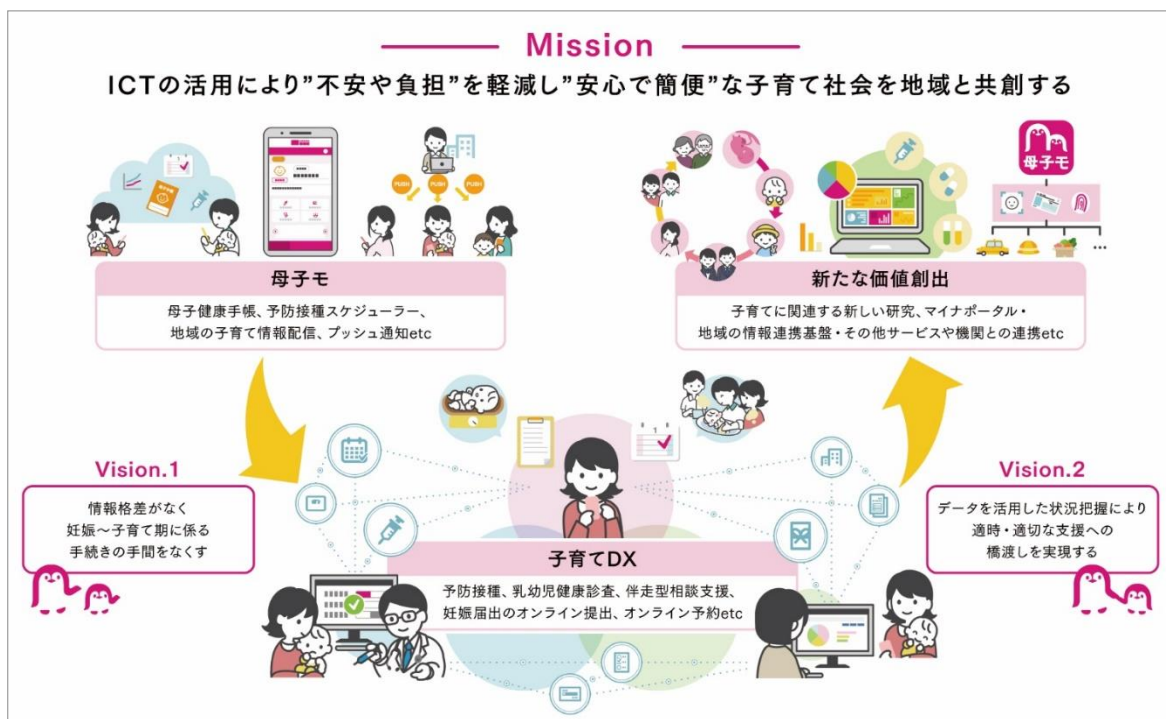 Mission
ICTの活用により”不安や負担”を軽減し”安心で簡便”な子育て社会を地域と共創する
PUSH
PUSH
PUSH
母子モ
母子モ
母子健康手帳、予防接種スケジューラー、
地域の子育て情報配信、プッシュ通知etc
新たな価値創出
子育てに関連する新しい研究、マイナポータル・
地域の情報連携基盤・その他サービスや機関との連携etc
Vision.1
情報格差がなく
妊娠～子育て期に係る
手続きの手間をなくす
Vision.2
データを活用した状況把握により
適時・適切な支援への
橋渡しを実現する
子育てDX
予防接種、乳幼児健康診査、伴走型相談支援、
妊娠届出のオンライン提出、オンライン予約etc